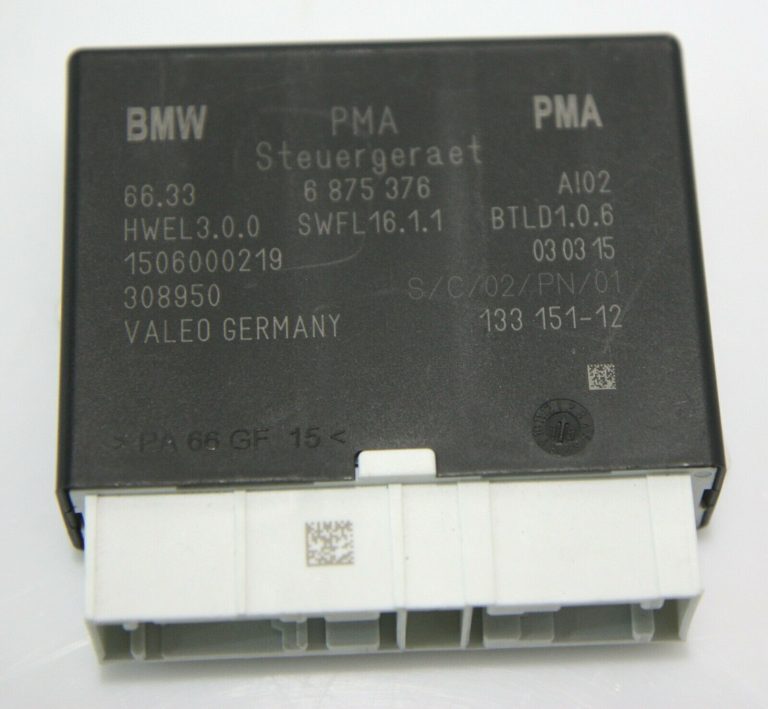 BMW PMA PMA
Steuergeraet
66.33 6 875 376 AI02
HWEL3.0.0 SWFL16.1.1 BTLD1.0.6
1506000219 03 03 15
308950 S/C/02/PN/01
VALEO GERMANY 133 151-12
> PA 66 GF 15 <